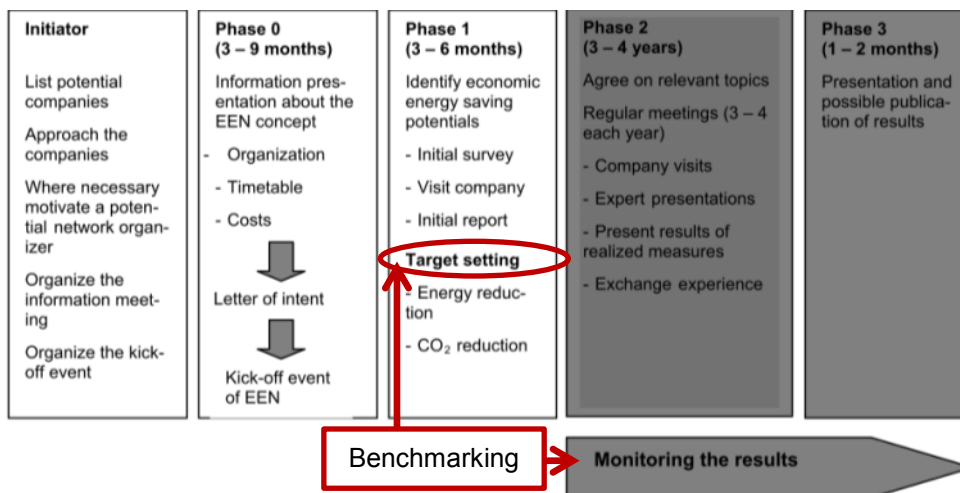 Initiator
List potential
companies
Approach the
companies
Where necessary
motivate a poten-
tial network organ-
izer
Organize the
information meet-
ing
Organize the kick-
off event
Phase 0
(3 – 9 months)
Information pres-
entation about the
EEN concept
- Organization
- Timetable
- Costs
Letter of intent
Kick-off event
of EEN
Phase 1
(3 – 6 months)
Identify economic
energy saving
potentials
- Initial survey
- Visit company
- Initial report
Target setting
- Energy reduc-
tion
- CO₂ reduction
Phase 2
(3 – 4 years)
Agree on relevant topics
Regular meetings (3 – 4
each year)
- Company visits
- Expert presentations
- Present results of
realized measures
- Exchange experience
Phase 3
(1 – 2 months)
Presentation and
possible publica-
tion of results
Benchmarking
Monitoring the results